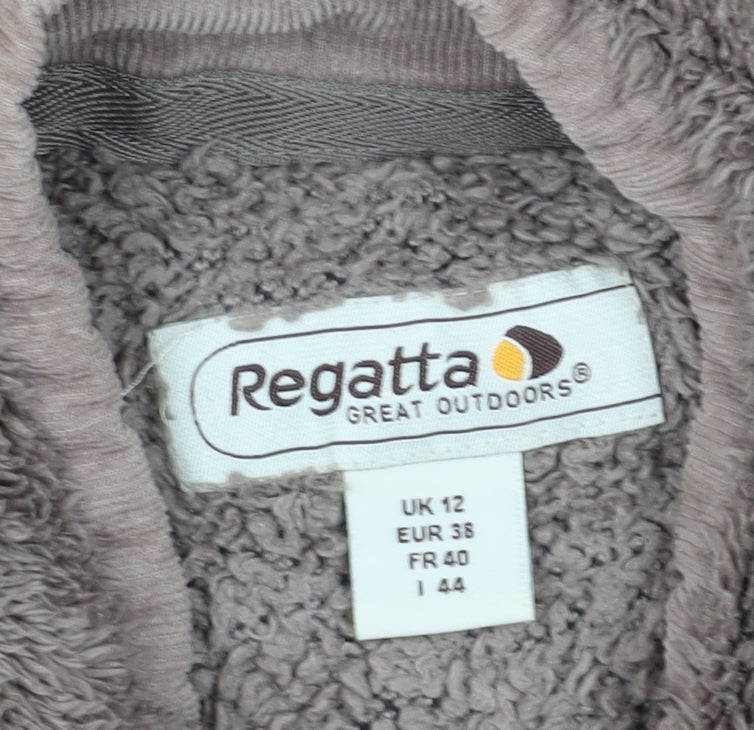 Regatta
GREAT OUTDOORS®
UK 12
EUR 38
FR 40
I 44